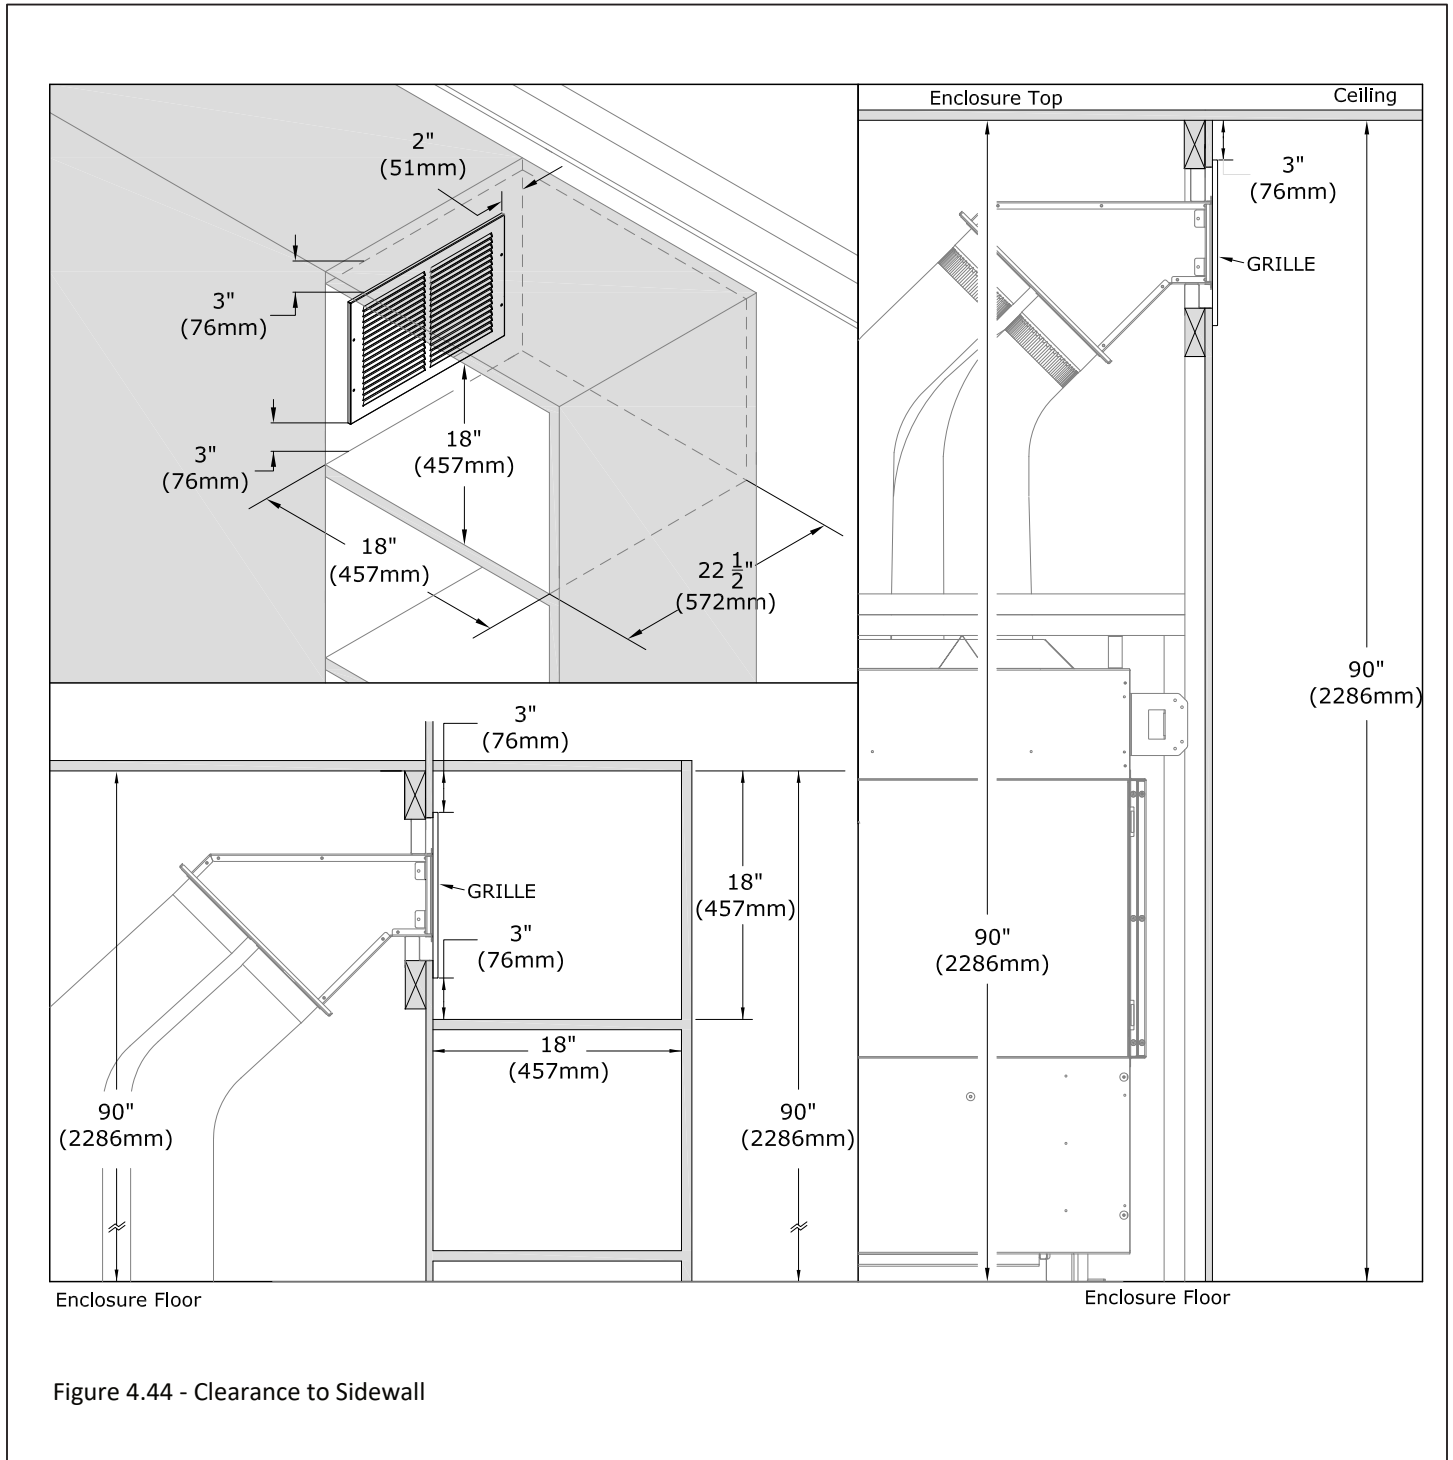 Enclosure Top
Ceiling
2"
(51mm)
3"
(76mm)
3"
(76mm)
GRILLE
3"
(76mm)
18"
(457mm)
18"
(457mm)
22 1/2"
(572mm)
90"
(2286mm)
3"
(76mm)
GRILLE
3"
(76mm)
18"
(457mm)
18"
(457mm)
90"
(2286mm)
90"
(2286mm)
90"
(2286mm)
Enclosure Floor
Enclosure Floor
Figure 4.44 - Clearance to Sidewall